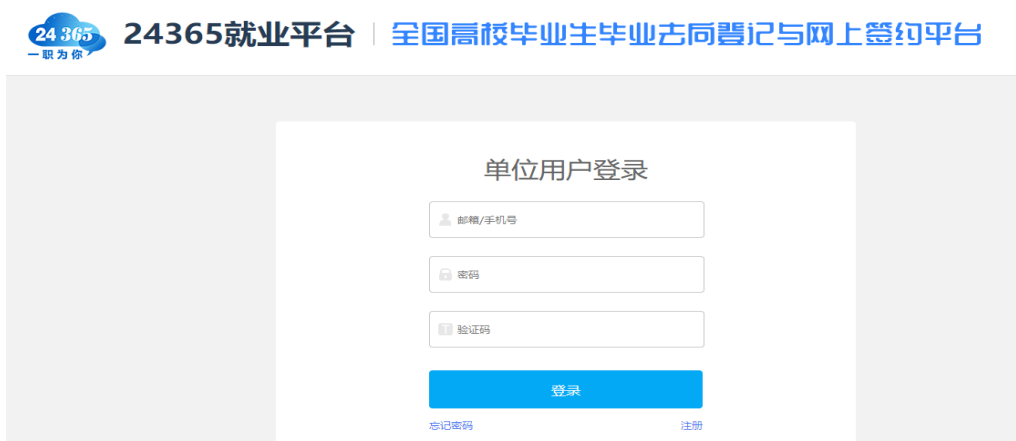 24 365
一职为你
24365就业平台
全国高校毕业生毕业去向登记与网上签约平台
单位用户登录
邮箱/手机号
密码
验证码
登录
忘记密码 注册